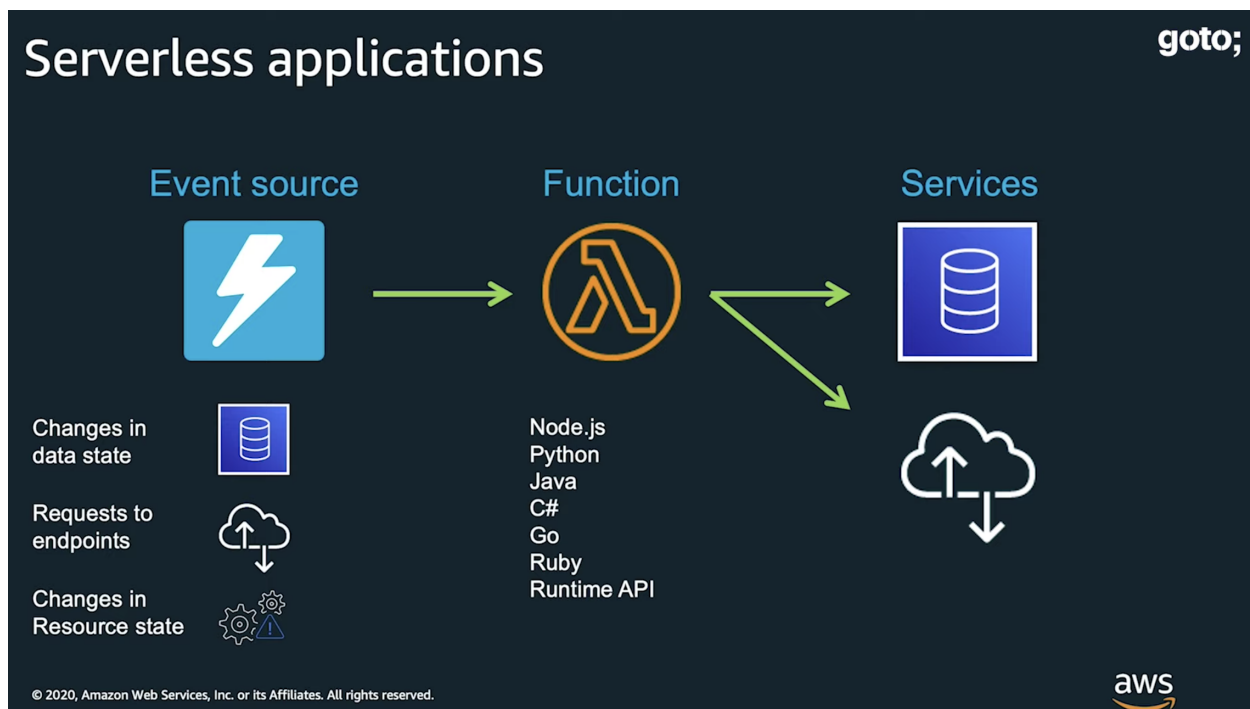 Serverless applications
goto;
Event source
Function
Services
Changes in
data state
Requests to
endpoints
Changes in
Resource state
Node.js
Python
Java
C#
Go
Ruby
Runtime API
© 2020, Amazon Web Services, Inc. or its Affiliates. All rights reserved.
aws